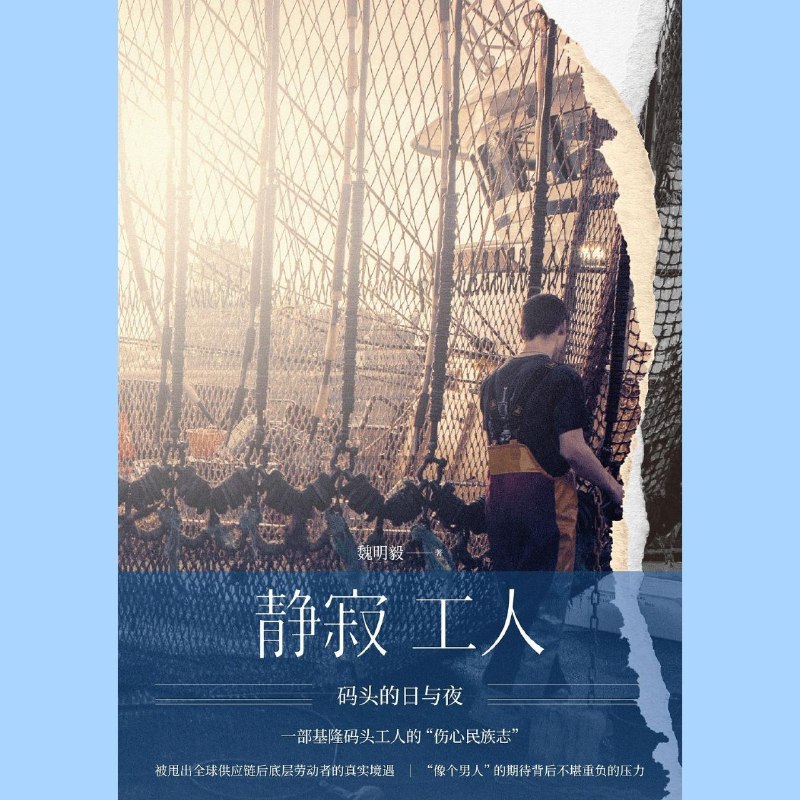 魏明毅——著
静寂 工人
码头的日与夜
一部基隆码头工人的“伤心民族志”
被甩出全球供应链后底层劳动者的真实境遇 | “像个男人”的期待背后不堪重负的压力